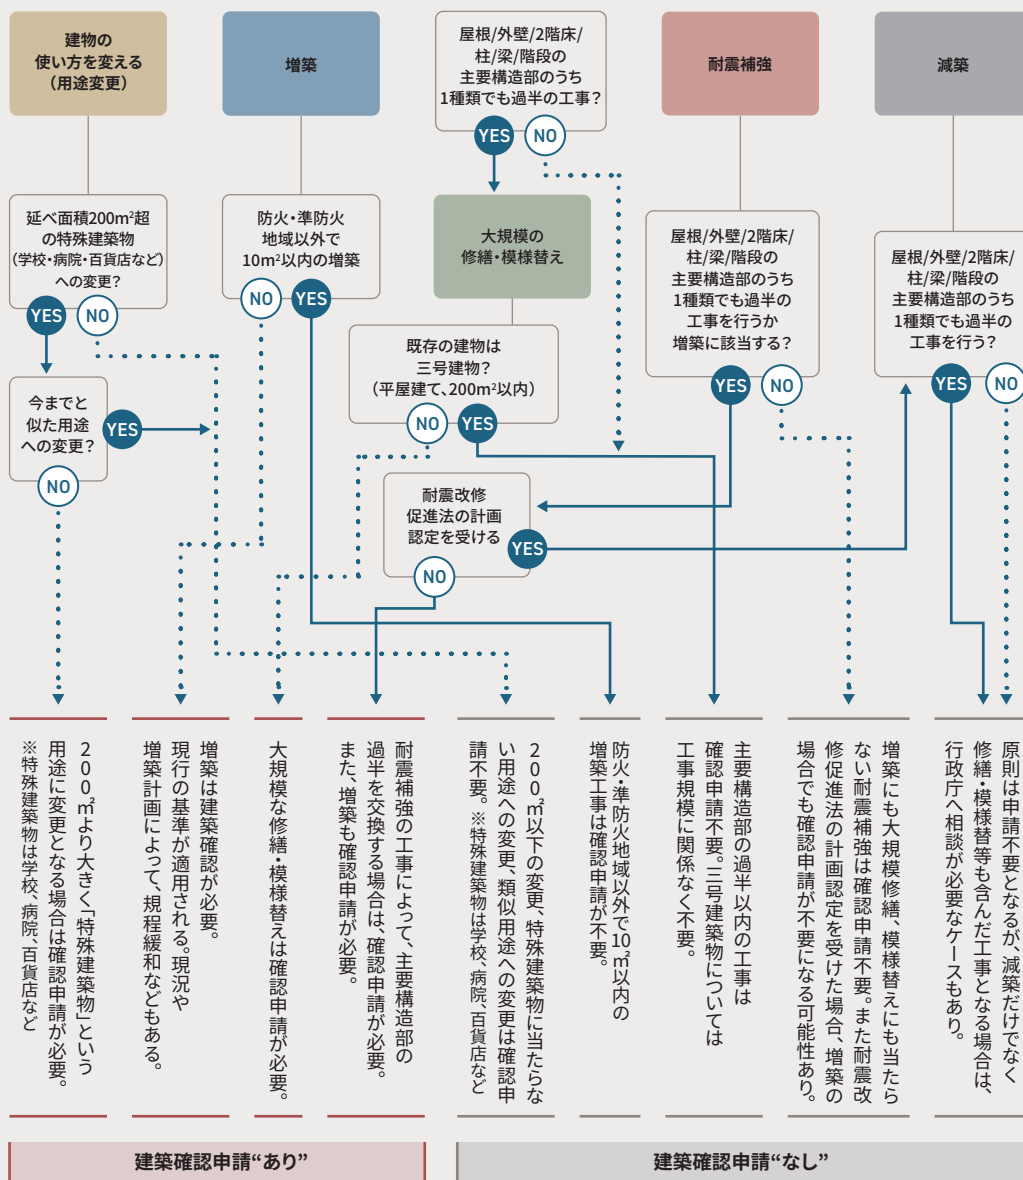 建物の
使い方を変える
（用途変更）
増築
屋根/外壁/2階床/
柱/梁/階段の
主要構造部のうち
1種類でも過半の工事？
YES
NO
耐震補強
減築
延べ面積200m²超
の特殊建築物
（学校・病院・百貨店など）
への変更？
YES
NO
防火・準防火
地域以外で
10m²以内の増築
NO
YES
大規模の
修繕・模様替え
屋根/外壁/2階床/
柱/梁/階段の
主要構造部のうち
1種類でも過半の
工事を行うか
増築に該当する？
YES
NO
屋根/外壁/2階床/
柱/梁/階段の
主要構造部のうち
1種類でも過半の
工事を行う？
YES
NO
既存の建物は
三号建物？
（平屋建て、200m²以内）
NO
YES
今までと
似た用途
への変更？
YES
NO
耐震改修
促進法の計画
認定を受ける
YES
NO
200㎡より大きく「特殊建築物」という
用途に変更となる場合は確認申請が必要。
※特殊建築物は学校、病院、百貨店など
増築は建築確認が必要。
現行の基準が適用される。現況や
増築計画によって、規程緩和などもある。
大規模な修繕・模様替えは確認申請が必要。
耐震補強の工事によって、主要構造部の
過半を交換する場合は、確認申請が必要。
また、増築も確認申請が必要。
200㎡以下の変更、特殊建築物に当たらな
い用途への変更、類似用途への変更は確認申
請不要。※特殊建築物は学校、病院、百貨店など
防火・準防火地域以外で10㎡以内の
増築工事は確認申請が不要。
主要構造部の過半以内の工事は
確認申請不要。三号建築物については
工事規模に関係なく不要。
増築にも大規模修繕、模様替えにも当たら
ない耐震補強は確認申請不要。また耐震改
修促進法の計画認定を受けた場合、増築の
場合でも確認申請が不要になる可能性あり。
原則は申請不要となるが、減築だけでなく
修繕・模様替等も含んだ工事となる場合は、
行政庁へ相談が必要なケースもあり。
建築確認申請“あり”
建築確認申請“なし”